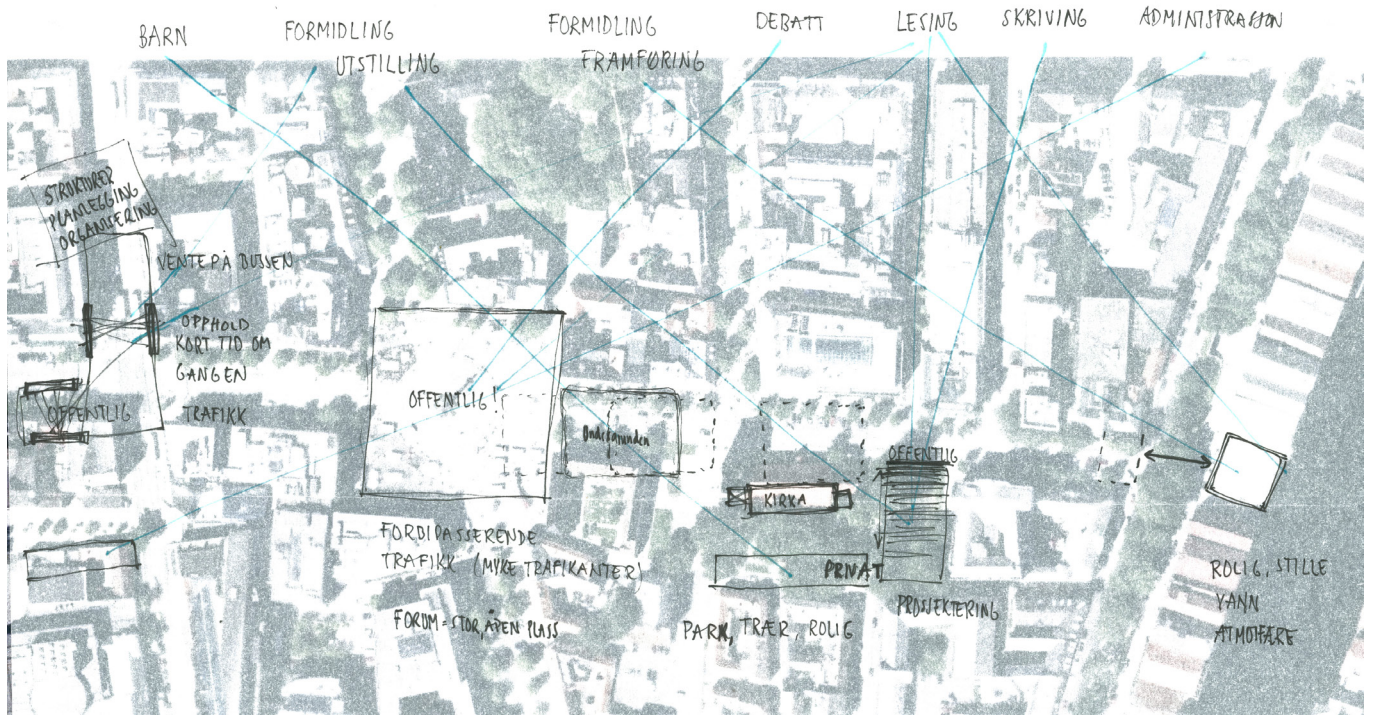 BARN
FORMIDLING
UTSTILLING
FORMIDLING
FRAMFØRING
DEBATT
LESING
SKRIVING
ADMINISTRASJON
STRUKTURER
PLANLEGGING
ORGANISERING
VENTE PÅ BUSSEN
OPPHOLD
KORT TID OM
GANGEN
TRAFIKK
OFFENTLIG
OFFENTLIG!
Undergrunnen
FORBIPASSERENDE
TRAFIKK (MYKE TRAFIKANTER)
FORUM = STOR, ÅPEN PLASS
KIRKA
PRIVAT
PARK, TRÆR, ROLIG
OFFENTLIG
PROSJEKTERING
ROLIG, STILLE
VANN
ATMOSFÆRE